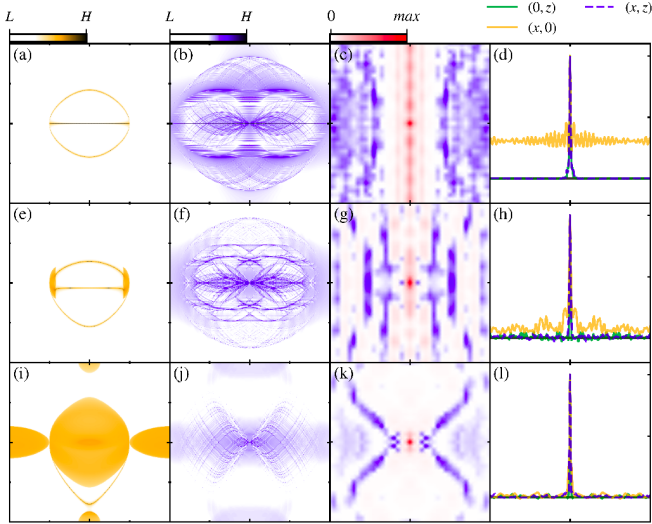 L H L H 0 max (0, z) (x, z)
(x, 0)
(a) (b) (c) (d)
(e) (f) (g) (h)
(i) (j) (k) (l)